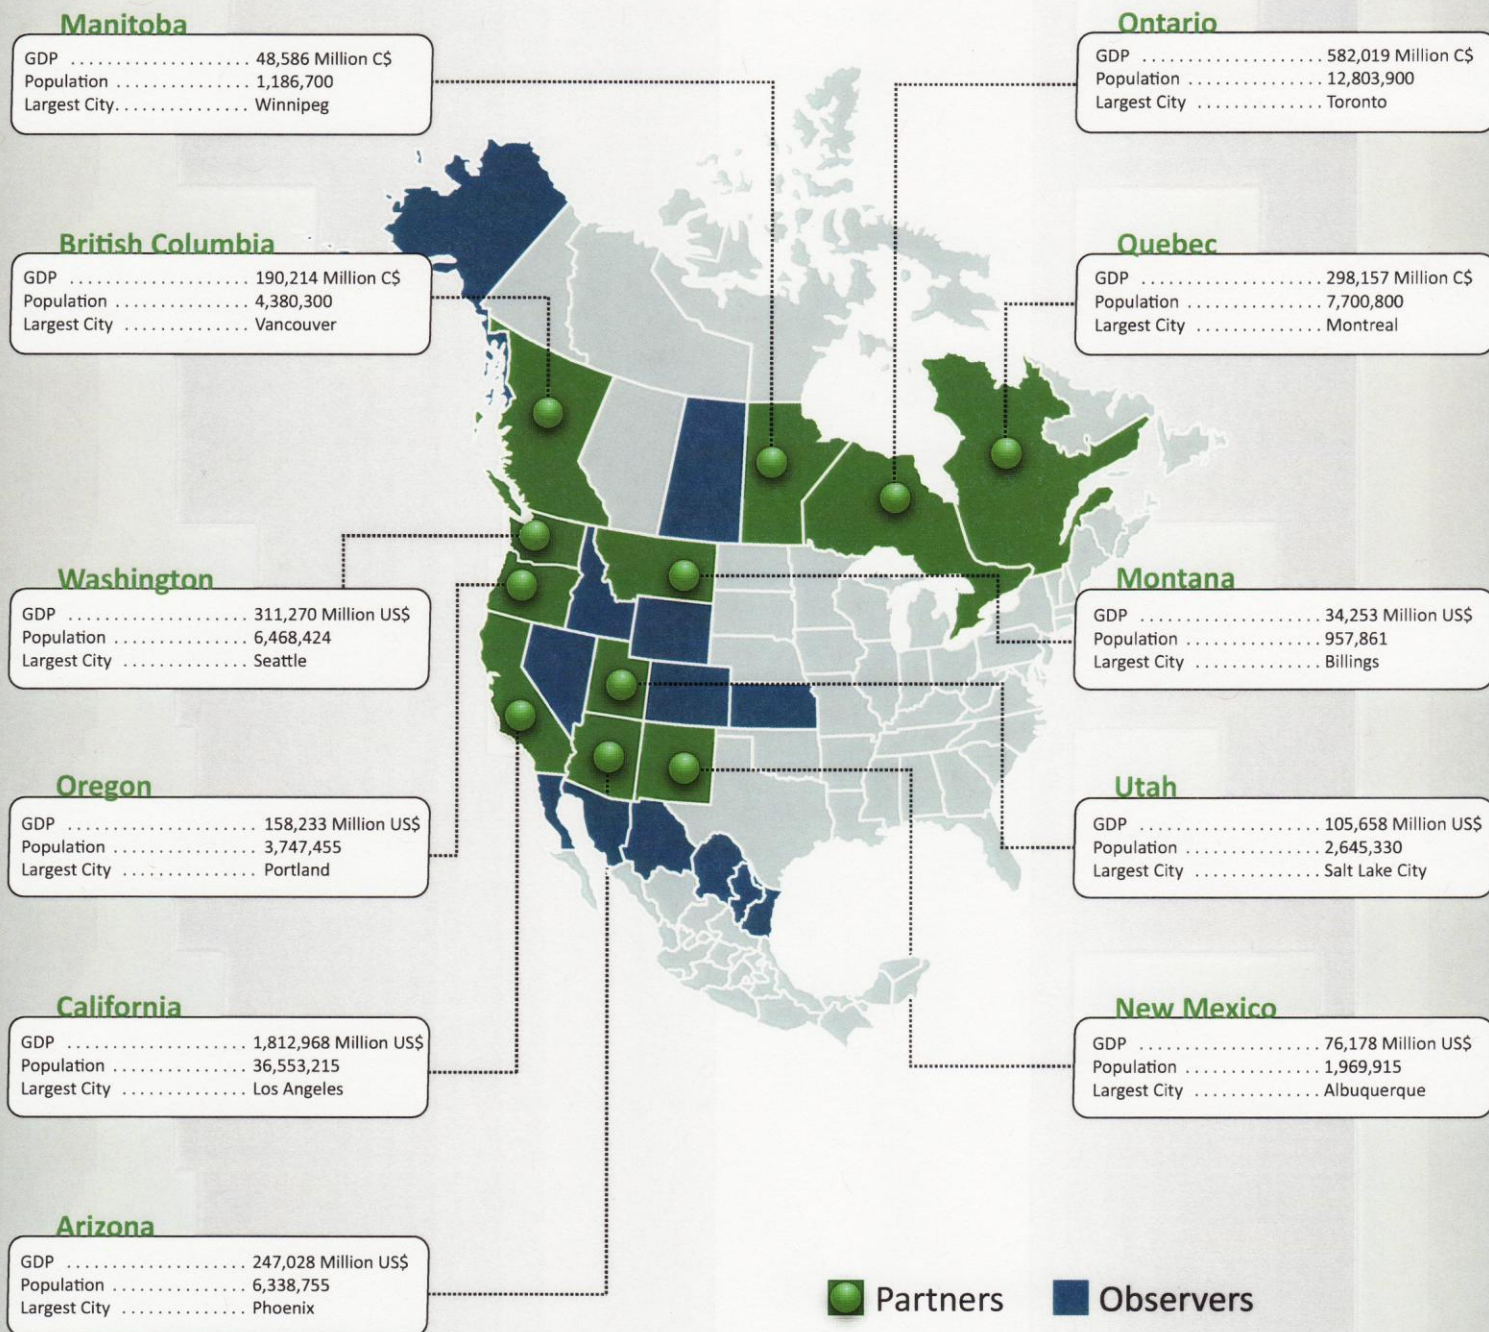 Manitoba
GDP .................... 48,586 Million C$
Population ............... 1,186,700
Largest City............... Winnipeg
British Columbia
GDP .................... 190,214 Million C$
Population ............... 4,380,300
Largest City .............. Vancouver
Washington
GDP .................... 311,270 Million US$
Population ............... 6,468,424
Largest City .............. Seattle
Oregon
GDP ..................... 158,233 Million US$
Population ................ 3,747,455
Largest City ............... Portland
California
GDP .................... 1,812,968 Million US$
Population ............... 36,553,215
Largest City .............. Los Angeles
Arizona
GDP .................... 247,028 Million US$
Population ............... 6,338,755
Largest City .............. Phoenix
Ontario
GDP .................... 582,019 Million C$
Population ............... 12,803,900
Largest City .............. Toronto
Quebec
GDP .................... 298,157 Million C$
Population ............... 7,700,800
Largest City .............. Montreal
Montana
GDP .................... 34,253 Million US$
Population ............... 957,861
Largest City .............. Billings
Utah
GDP .................... 105,658 Million US$
Population ............... 2,645,330
Largest City .............. Salt Lake City
New Mexico
GDP .................... 76,178 Million US$
Population ............... 1,969,915
Largest City .............. Albuquerque
Partners
Observers